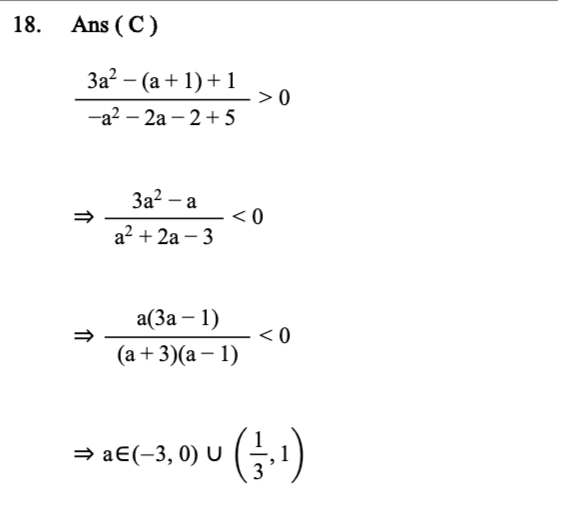 18. Ans ( C )
3a² – (a + 1) + 1
–a² – 2a – 2 + 5
> 0
⇒ 3a² – a
a² + 2a – 3
< 0
⇒ a(3a – 1)
(a + 3)(a – 1)
< 0
⇒ a∈(–3, 0) ∪ (1/3, 1)